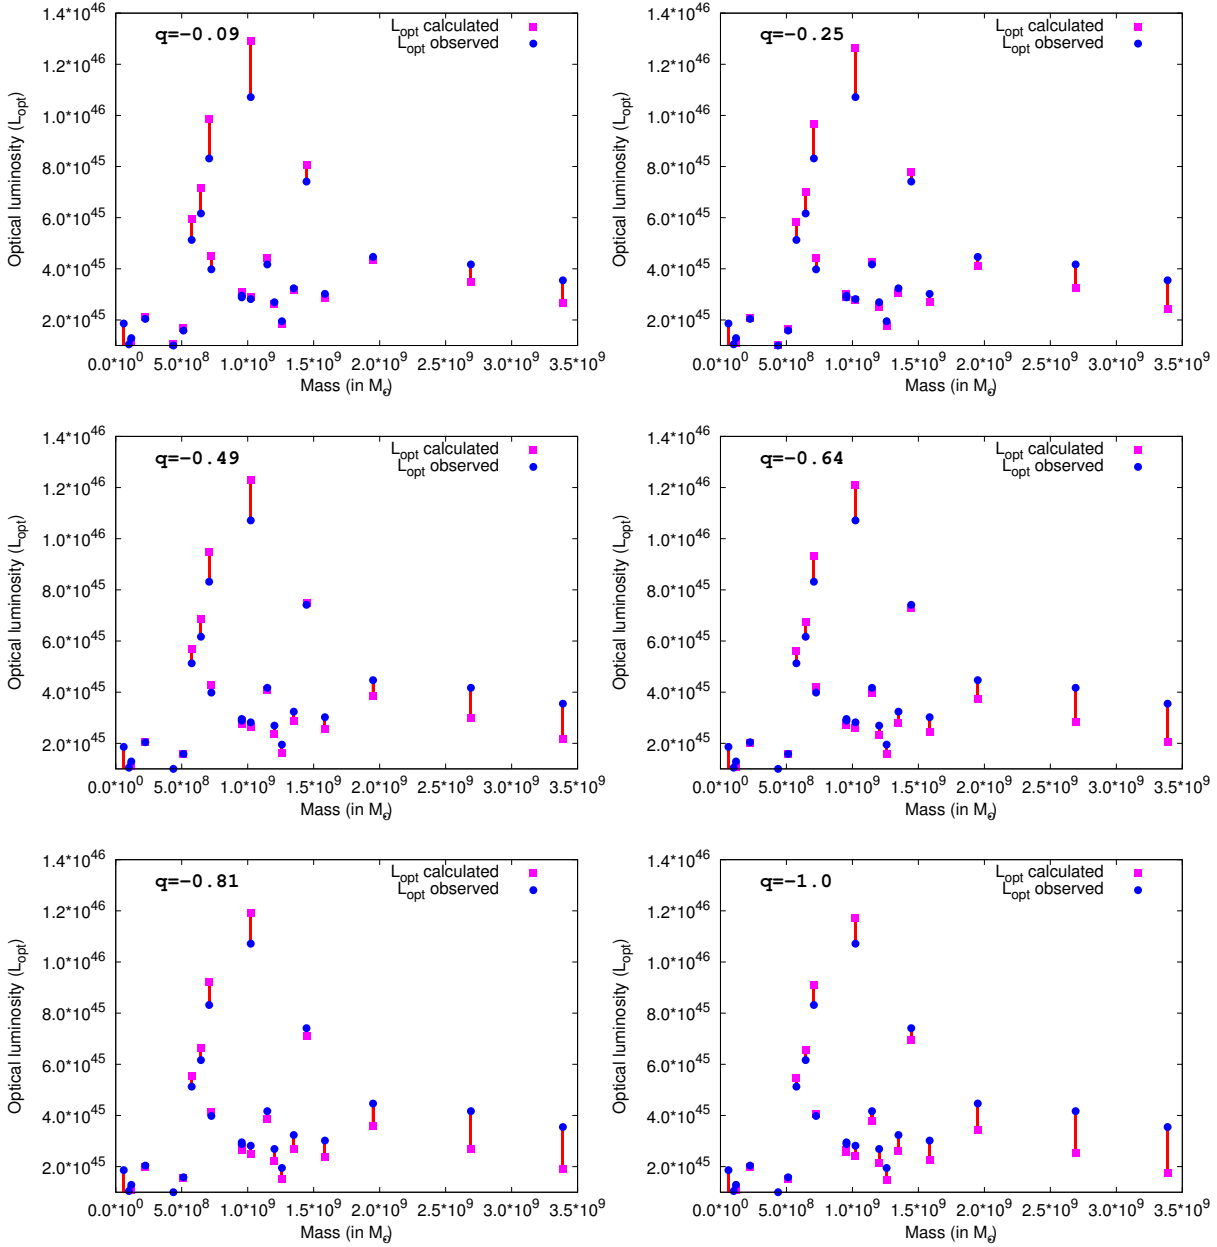 q=−0.09
L_opt calculated
L_opt observed
1.4*10^46
1.2*10^46
1.0*10^46
8.0*10^45
6.0*10^45
4.0*10^45
2.0*10^45
Optical luminosity (L_opt)
0.0*10^0 5.0*10^8 1.0*10^9 1.5*10^9 2.0*10^9 2.5*10^9 3.0*10^9 3.5*10^9
Mass (in M_⊙)
q=−0.25
L_opt calculated
L_opt observed
1.4*10^46
1.2*10^46
1.0*10^46
8.0*10^45
6.0*10^45
4.0*10^45
2.0*10^45
Optical luminosity (L_opt)
0.0*10^0 5.0*10^8 1.0*10^9 1.5*10^9 2.0*10^9 2.5*10^9 3.0*10^9 3.5*10^9
Mass (in M_⊙)
q=−0.49
L_opt calculated
L_opt observed
1.4*10^46
1.2*10^46
1.0*10^46
8.0*10^45
6.0*10^45
4.0*10^45
2.0*10^45
Optical luminosity (L_opt)
0.0*10^0 5.0*10^8 1.0*10^9 1.5*10^9 2.0*10^9 2.5*10^9 3.0*10^9 3.5*10^9
Mass (in M_⊙)
q=−0.64
L_opt calculated
L_opt observed
1.4*10^46
1.2*10^46
1.0*10^46
8.0*10^45
6.0*10^45
4.0*10^45
2.0*10^45
Optical luminosity (L_opt)
0.0*10^0 5.0*10^8 1.0*10^9 1.5*10^9 2.0*10^9 2.5*10^9 3.0*10^9 3.5*10^9
Mass (in M_⊙)
q=−0.81
L_opt calculated
L_opt observed
1.4*10^46
1.2*10^46
1.0*10^46
8.0*10^45
6.0*10^45
4.0*10^45
2.0*10^45
Optical luminosity (L_opt)
0.0*10^0 5.0*10^8 1.0*10^9 1.5*10^9 2.0*10^9 2.5*10^9 3.0*10^9 3.5*10^9
Mass (in M_⊙)
q=−1.0
L_opt calculated
L_opt observed
1.4*10^46
1.2*10^46
1.0*10^46
8.0*10^45
6.0*10^45
4.0*10^45
2.0*10^45
Optical luminosity (L_opt)
0.0*10^0 5.0*10^8 1.0*10^9 1.5*10^9 2.0*10^9 2.5*10^9 3.0*10^9 3.5*10^9
Mass (in M_⊙)